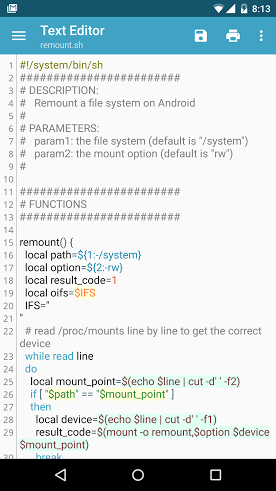 8:13
Text Editor
remount.sh
1 #!/system/bin/sh
2 ########################
3 # DESCRIPTION:
4 #   Remount a file system on Android
5 #
6 # PARAMETERS:
7 #   param1: the file system (default is "/system")
8 #   param2: the mount option (default is "rw")
9 #
10
11 ########################
12 # FUNCTIONS
13 ########################
14
15 remount() {
16   local path=${1:-/system}
17   local option=${2:-rw}
18   local result_code=1
19   local oifs=$IFS
20   IFS="
21 "
22   # read /proc/mounts line by line to get the correct
device
23   while read line
24   do
25     local mount_point=$(echo $line | cut -d' ' -f2)
26     if [ "$path" == "$mount_point" ]
27     then
28       local device=$(echo $line | cut -d' ' -f1)
29       result_code=$(mount -o remount,$option $device
$mount_point)
30       break